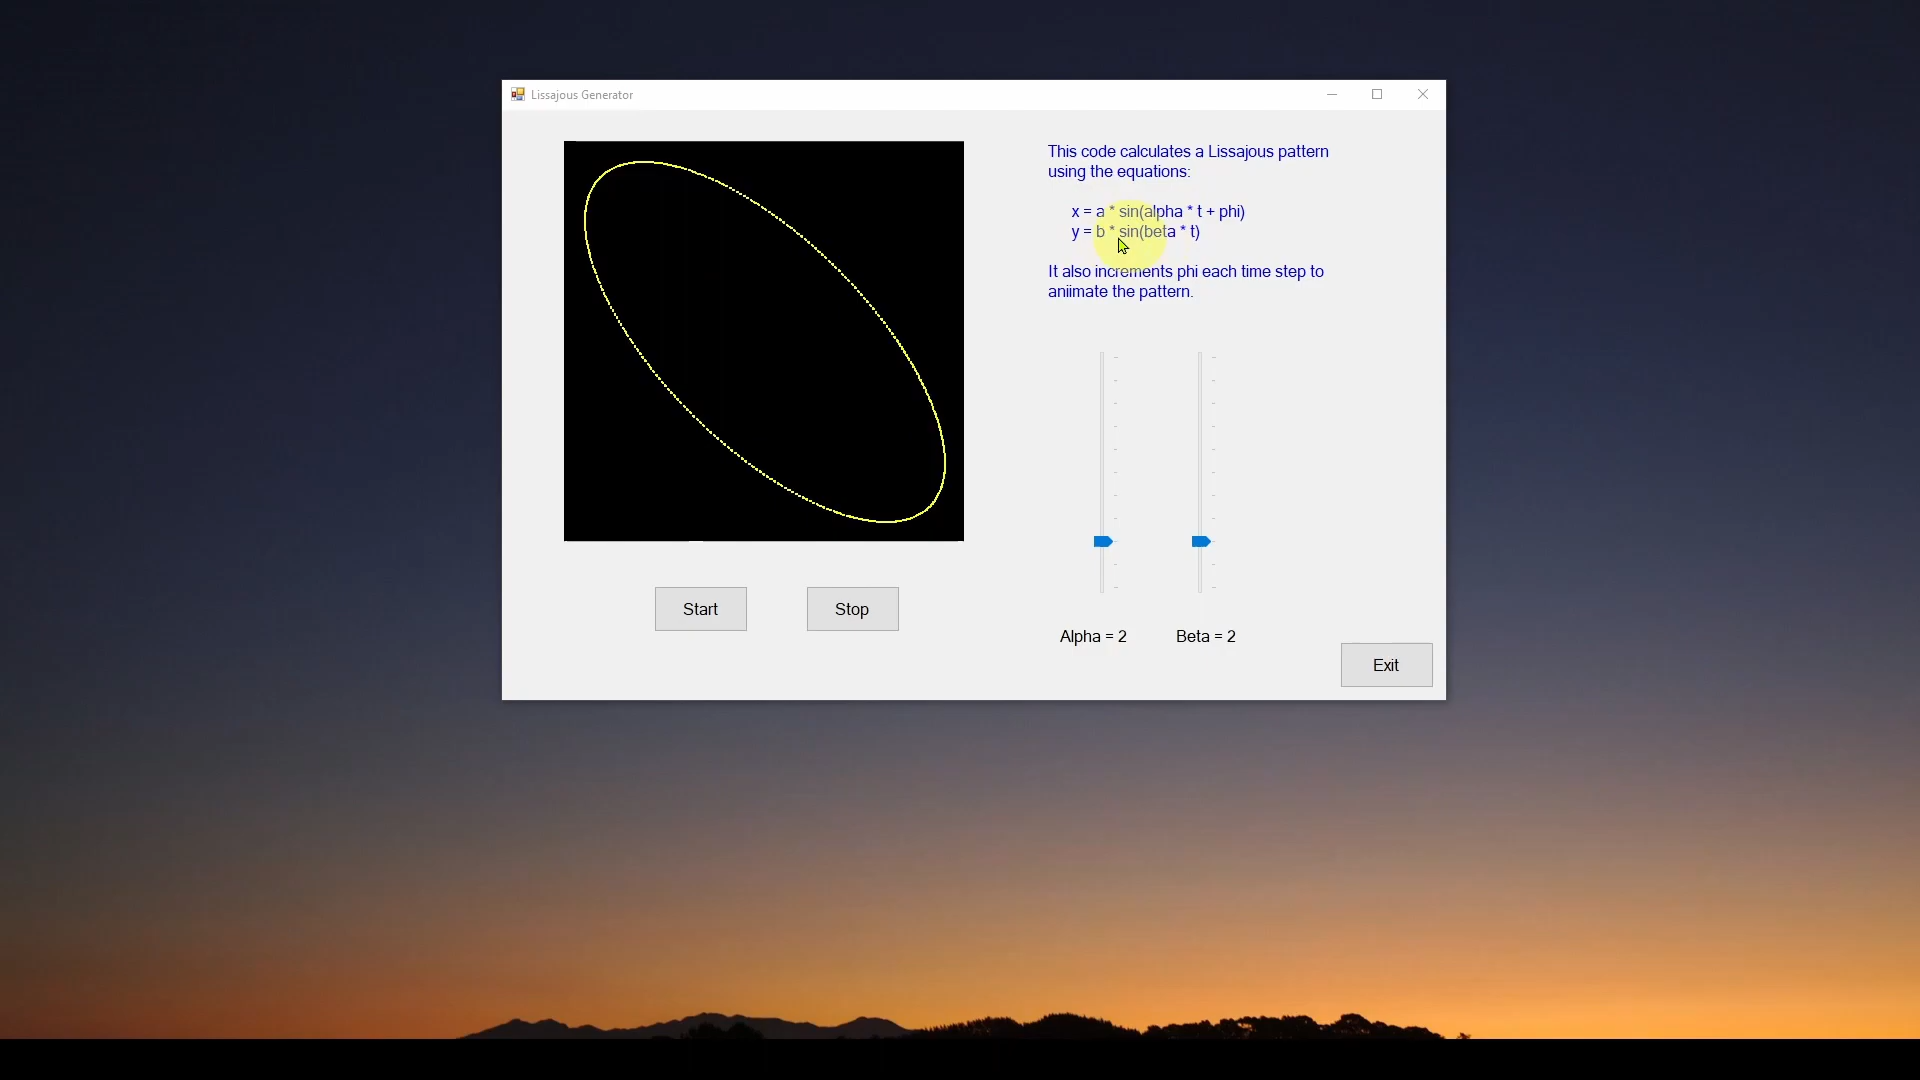 Lissajous Generator
This code calculates a Lissajous pattern
using the equations:
x = a * sin(alpha * t + phi)
y = b * sin(beta * t)
It also increments phi each time step to
aniimate the pattern.
Start
Stop
Alpha = 2
Beta = 2
Exit